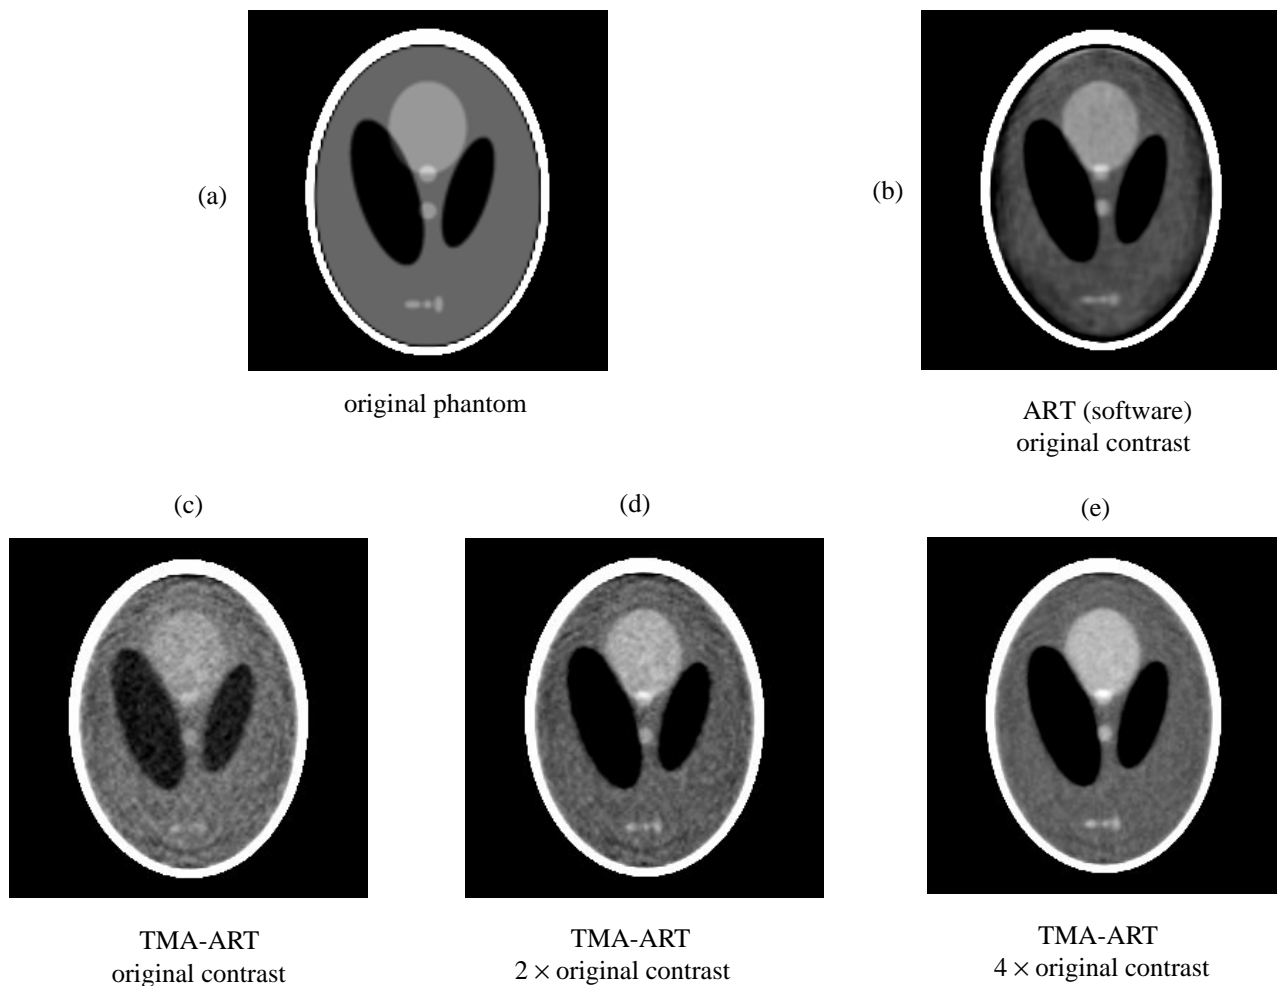 (a)
original phantom
(b)
ART (software)
original contrast
(c)
TMA-ART
original contrast
(d)
TMA-ART
2 × original contrast
(e)
TMA-ART
4 × original contrast